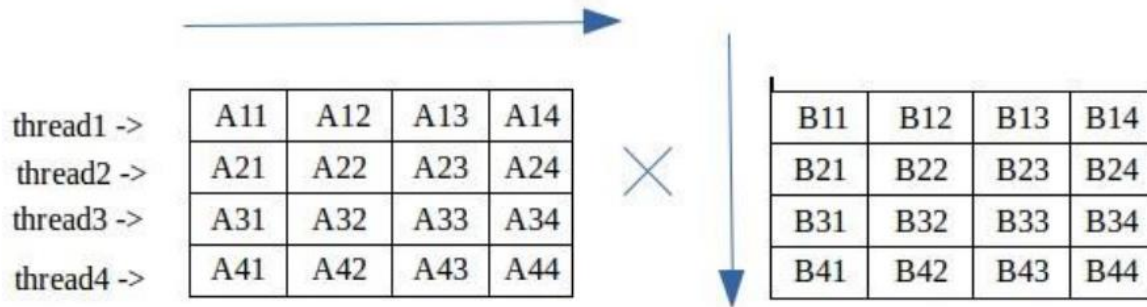 thread1 -> A11 A12 A13 A14 B11 B12 B13 B14
thread2 -> A21 A22 A23 A24 B21 B22 B23 B24
thread3 -> A31 A32 A33 A34 B31 B32 B33 B34
thread4 -> A41 A42 A43 A44 B41 B42 B43 B44